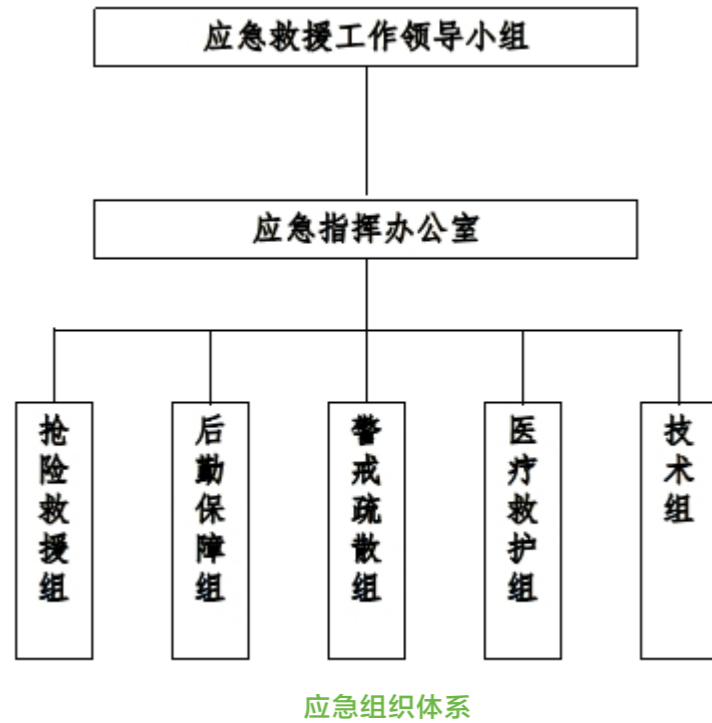 应急救援工作领导小组
应急指挥办公室
抢险救援组
后勤保障组
警戒疏散组
医疗救护组
技术组
应急组织体系